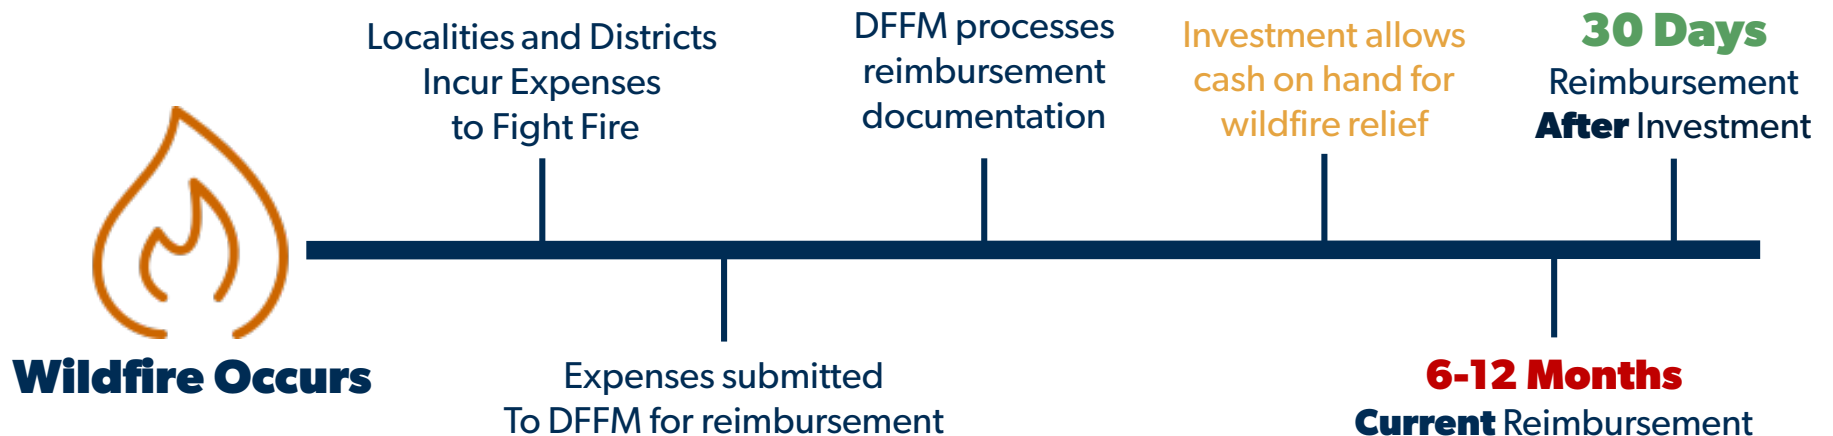 Wildfire Occurs
Localities and Districts
Incur Expenses
to Fight Fire
Expenses submitted
To DFFM for reimbursement
DFFM processes
reimbursement
documentation
Investment allows
cash on hand for
wildfire relief
6-12 Months
Current Reimbursement
30 Days
Reimbursement
After Investment